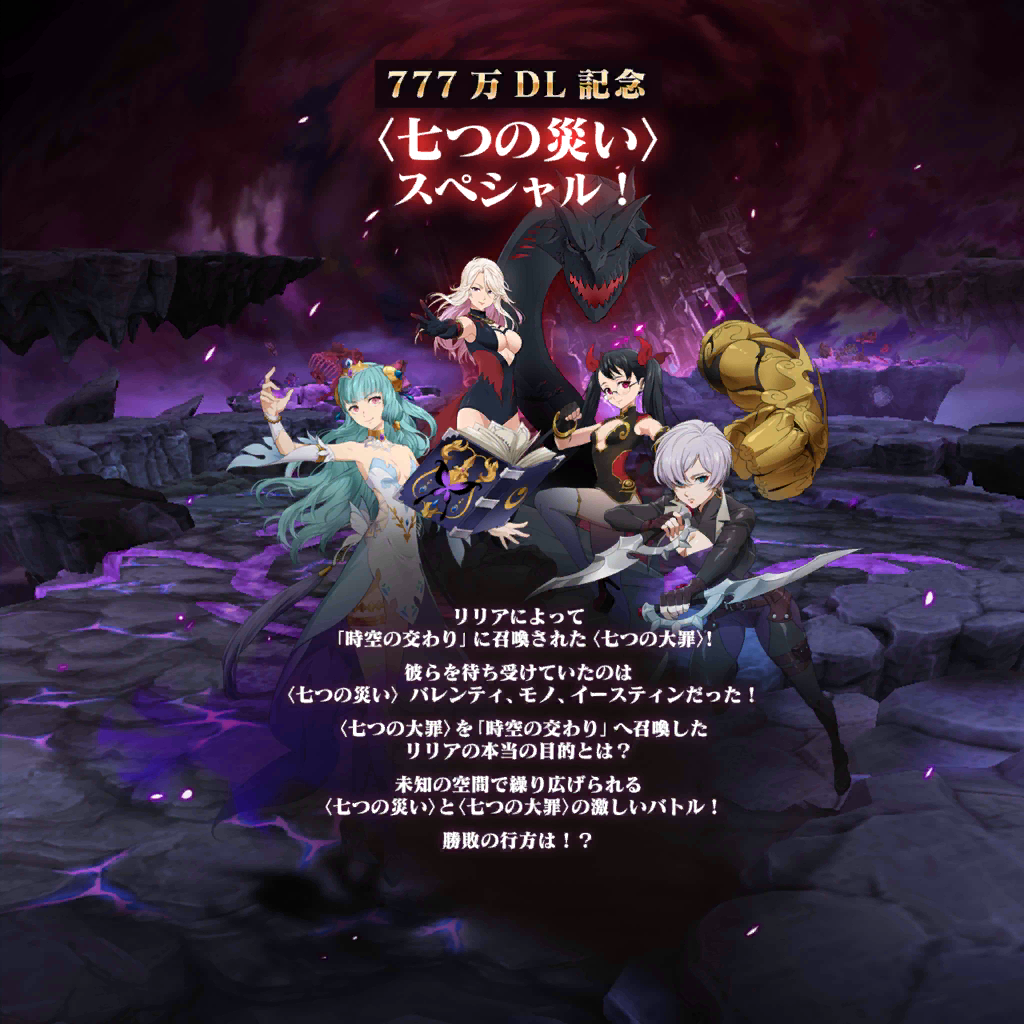 777万DL記念
〈七つの災い〉
スペシャル！
リリアによって
「時空の交わり」に召喚された〈七つの大罪〉！
彼らを待ち受けていたのは
〈七つの災い〉バレンティ、モノ、イースティンだった！
〈七つの大罪〉を「時空の交わり」へ召喚した
リリアの本当の目的とは？
未知の空間で繰り広げられる
〈七つの災い〉と〈七つの大罪〉の激しいバトル！
勝敗の行方は！？